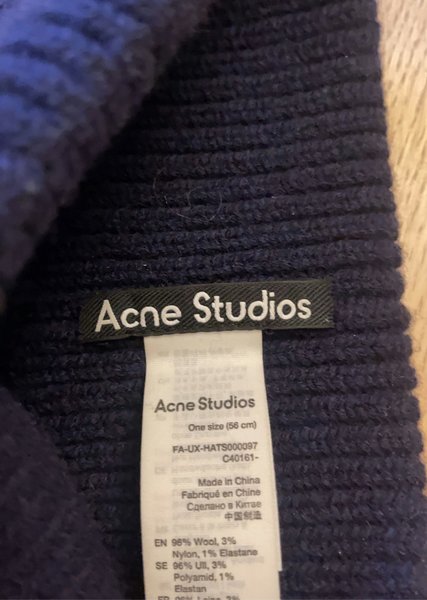 Acne Studios
Acne Studios
One size (56 cm)
FA-UX-HATS000097
C40161-
Made in China
Fabriqué en Chine
Сделано в Китае
中国制造
EN 96% Wool, 3%
Nylon, 1% Elastane
SE 96% Ull, 3%
Polyamid, 1%
Elastan